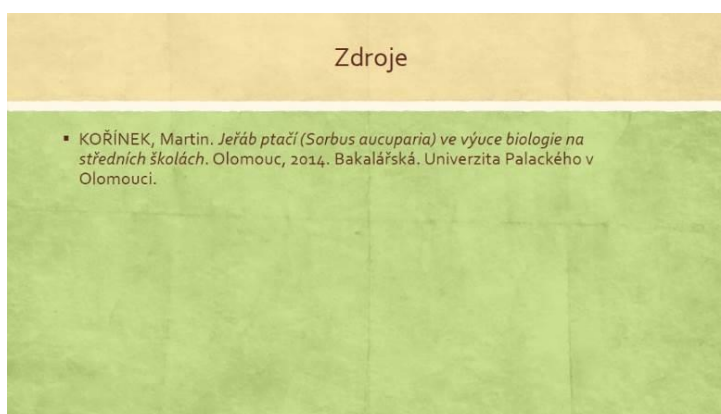 Zdroje
▪ KOŘÍNEK, Martin. Jeřáb ptačí (Sorbus aucuparia) ve výuce biologie na
středních školách. Olomouc, 2014. Bakalářská. Univerzita Palackého v
Olomouci.